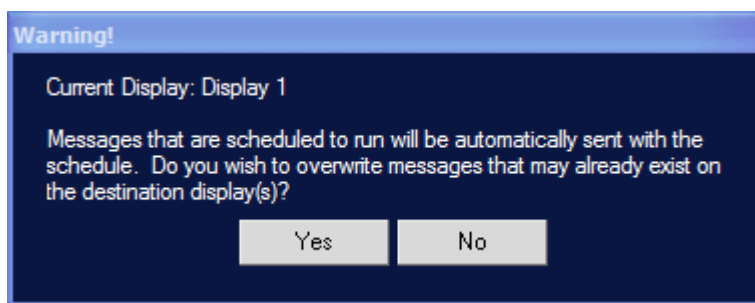 Warning!
Current Display: Display 1
Messages that are scheduled to run will be automatically sent with the
schedule.  Do you wish to overwrite messages that may already exist on
the destination display(s)?
Yes No